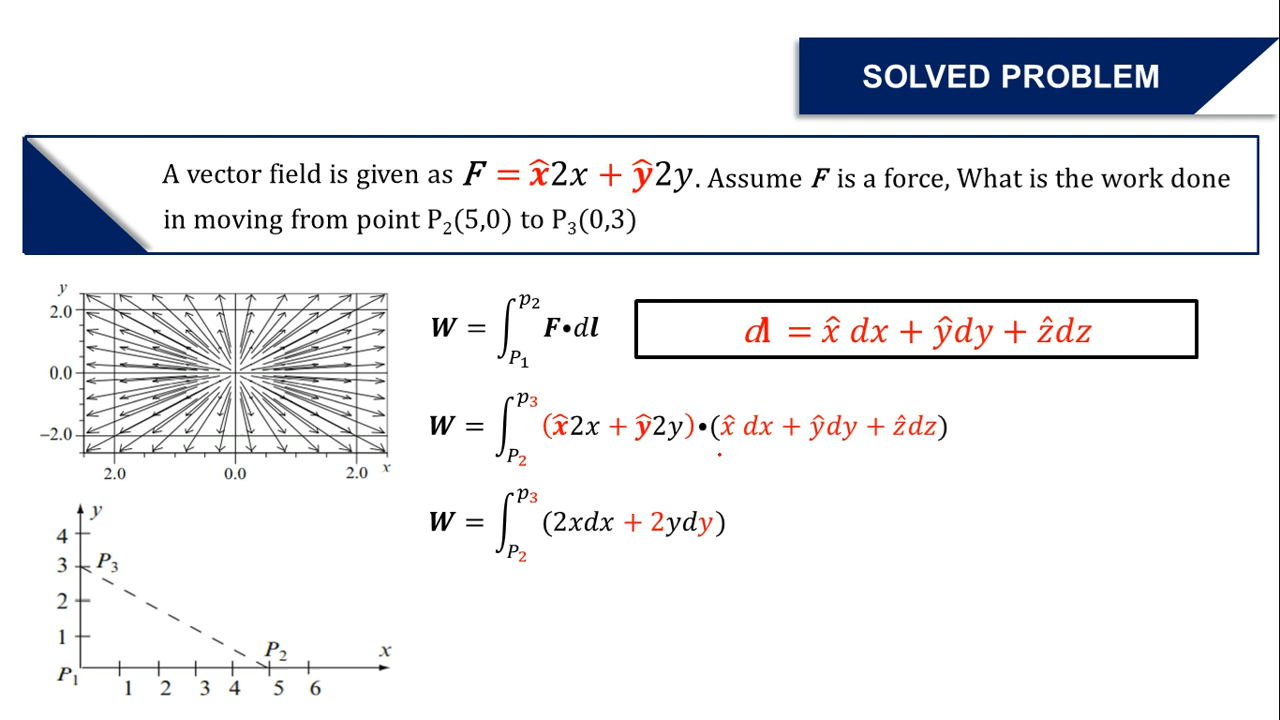 SOLVED PROBLEM
A vector field is given as F = x̂2x + ŷ2y. Assume F is a force, What is the work done
in moving from point P₂(5,0) to P₃(0,3)
y
2.0
0.0
−2.0
2.0 0.0 2.0 x
W = ∫_{P₁}^{p₂} F•dl
dl = x̂ dx + ŷdy + ẑdz
W = ∫_{P₂}^{p₃} (x̂2x + ŷ2y)•(x̂ dx + ŷdy + ẑdz)
W = ∫_{P₂}^{p₃} (2xdx + 2ydy)
y
4
3 P₃
2
1
P₂ x
P₁
1 2 3 4 5 6